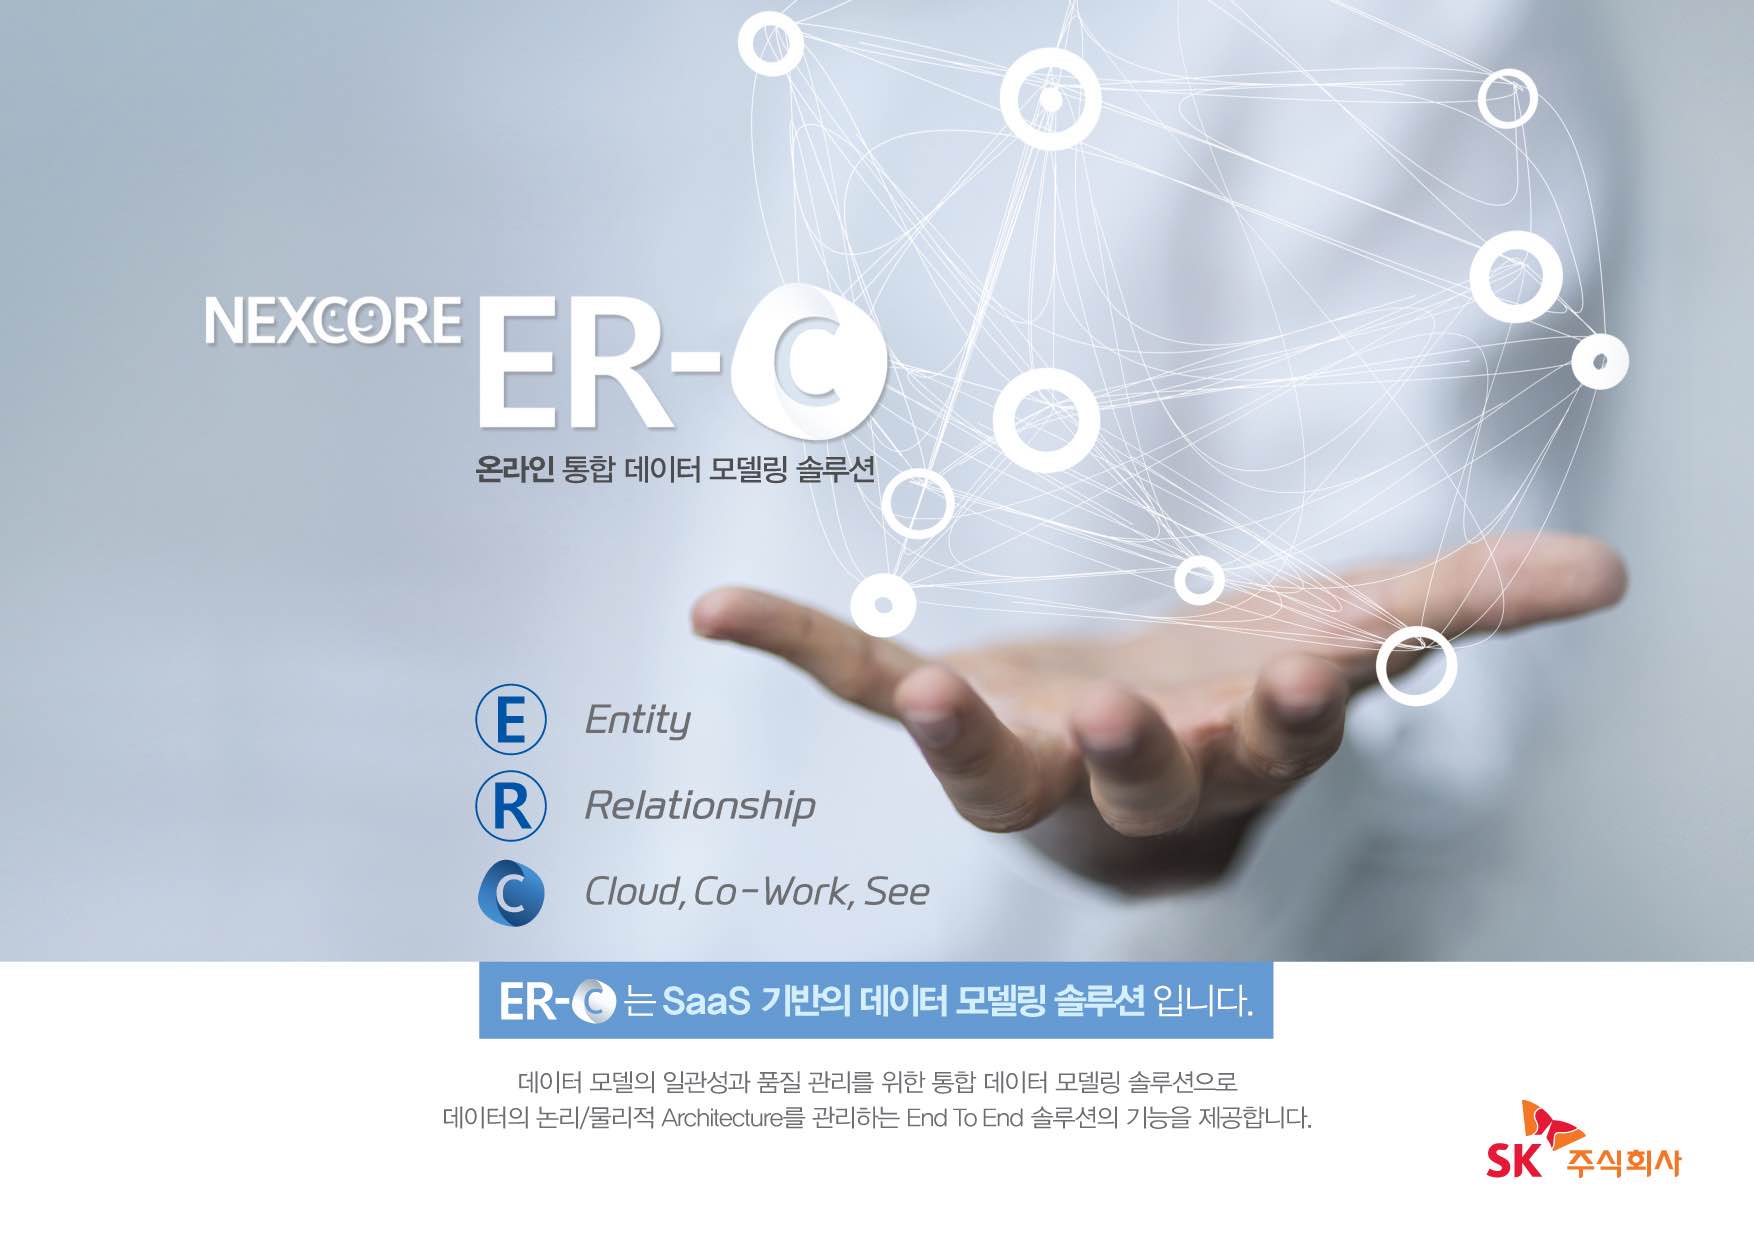 NEXCORE ER-C
온라인 통합 데이터 모델링 솔루션
E Entity
R Relationship
C Cloud, Co-Work, See
ER-C는 SaaS 기반의 데이터 모델링 솔루션 입니다.
데이터 모델의 일관성과 품질 관리를 위한 통합 데이터 모델링 솔루션으로
데이터의 논리/물리적 Architecture를 관리하는 End To End 솔루션의 기능을 제공합니다.
SK 주식회사